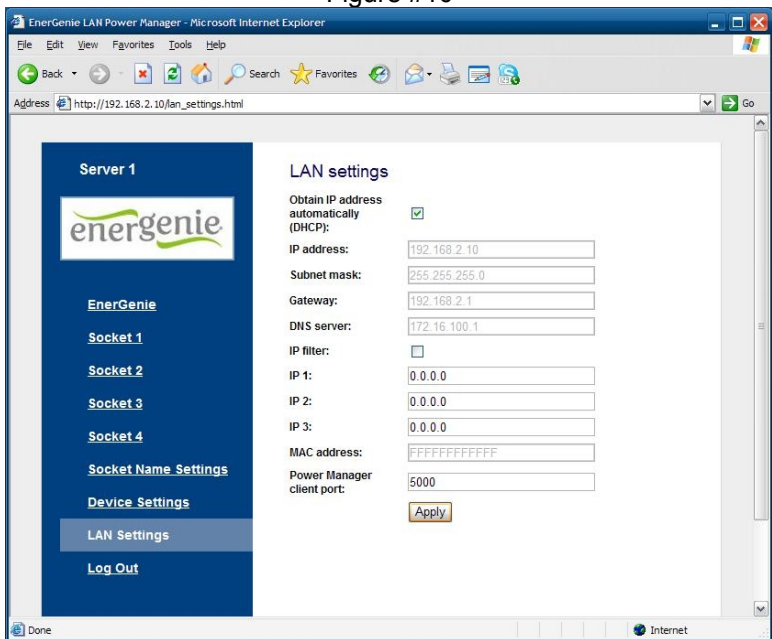 EnerGenie LAN Power Manager - Microsoft Internet Explorer
File Edit View Favorites Tools Help
Back Search Favorites
Address http://192.168.2.10/lan_settings.html Go
Server 1
energenie
EnerGenie
Socket 1
Socket 2
Socket 3
Socket 4
Socket Name Settings
Device Settings
LAN Settings
Log Out
LAN settings
Obtain IP address
automatically
(DHCP):
IP address: 192.168.2.10
Subnet mask: 255.255.255.0
Gateway: 192.168.2.1
DNS server: 172.16.100.1
IP filter:
IP 1: 0.0.0.0
IP 2: 0.0.0.0
IP 3: 0.0.0.0
MAC address: FFFFFFFFFFFF
Power Manager
client port: 5000
Apply
Done Internet